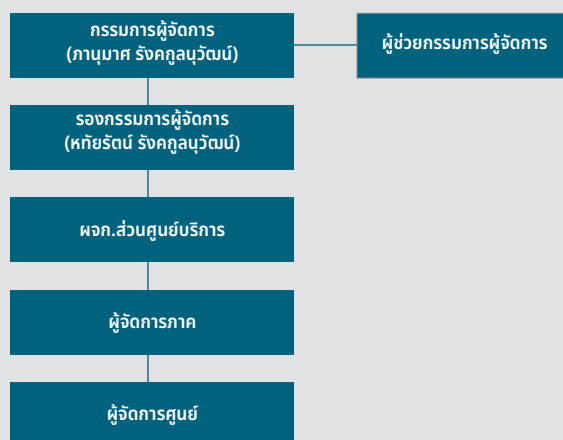 กรรมการผู้จัดการ
(ภานุมาศ รังคกูลนุวัฒน์)
ผู้ช่วยกรรมการผู้จัดการ
รองกรรมการผู้จัดการ
(หทัยรัตน์ รังคกูลนุวัฒน์)
ผจก.ส่วนศูนย์บริการ
ผู้จัดการภาค
ผู้จัดการศูนย์